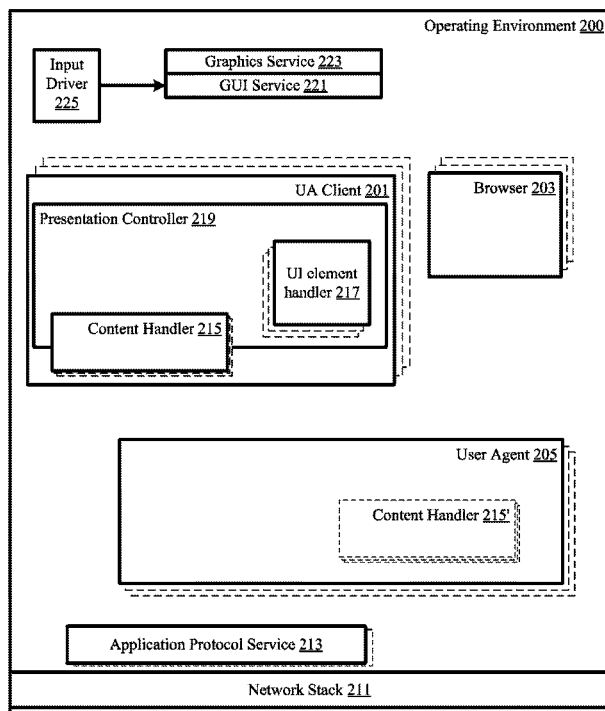 Operating Environment 200
Input
Driver
225
Graphics Service 223
GUI Service 221
UA Client 201
Browser 203
Presentation Controller 219
UI element
handler 217
Content Handler 215
User Agent 205
Content Handler 215'
Application Protocol Service 213
Network Stack 211